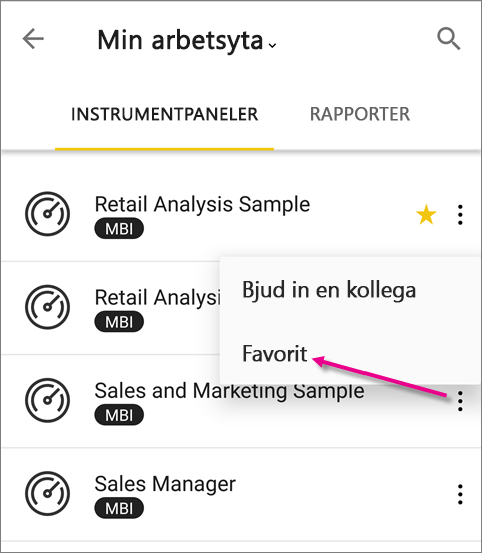 Min arbetsyta
INSTRUMENTPANELER RAPPORTER
Retail Analysis Sample
MBI
Bjud in en kollega
Retail Analysi
MBI
Favorit
Sales and Marketing Sample
MBI
Sales Manager
MBI